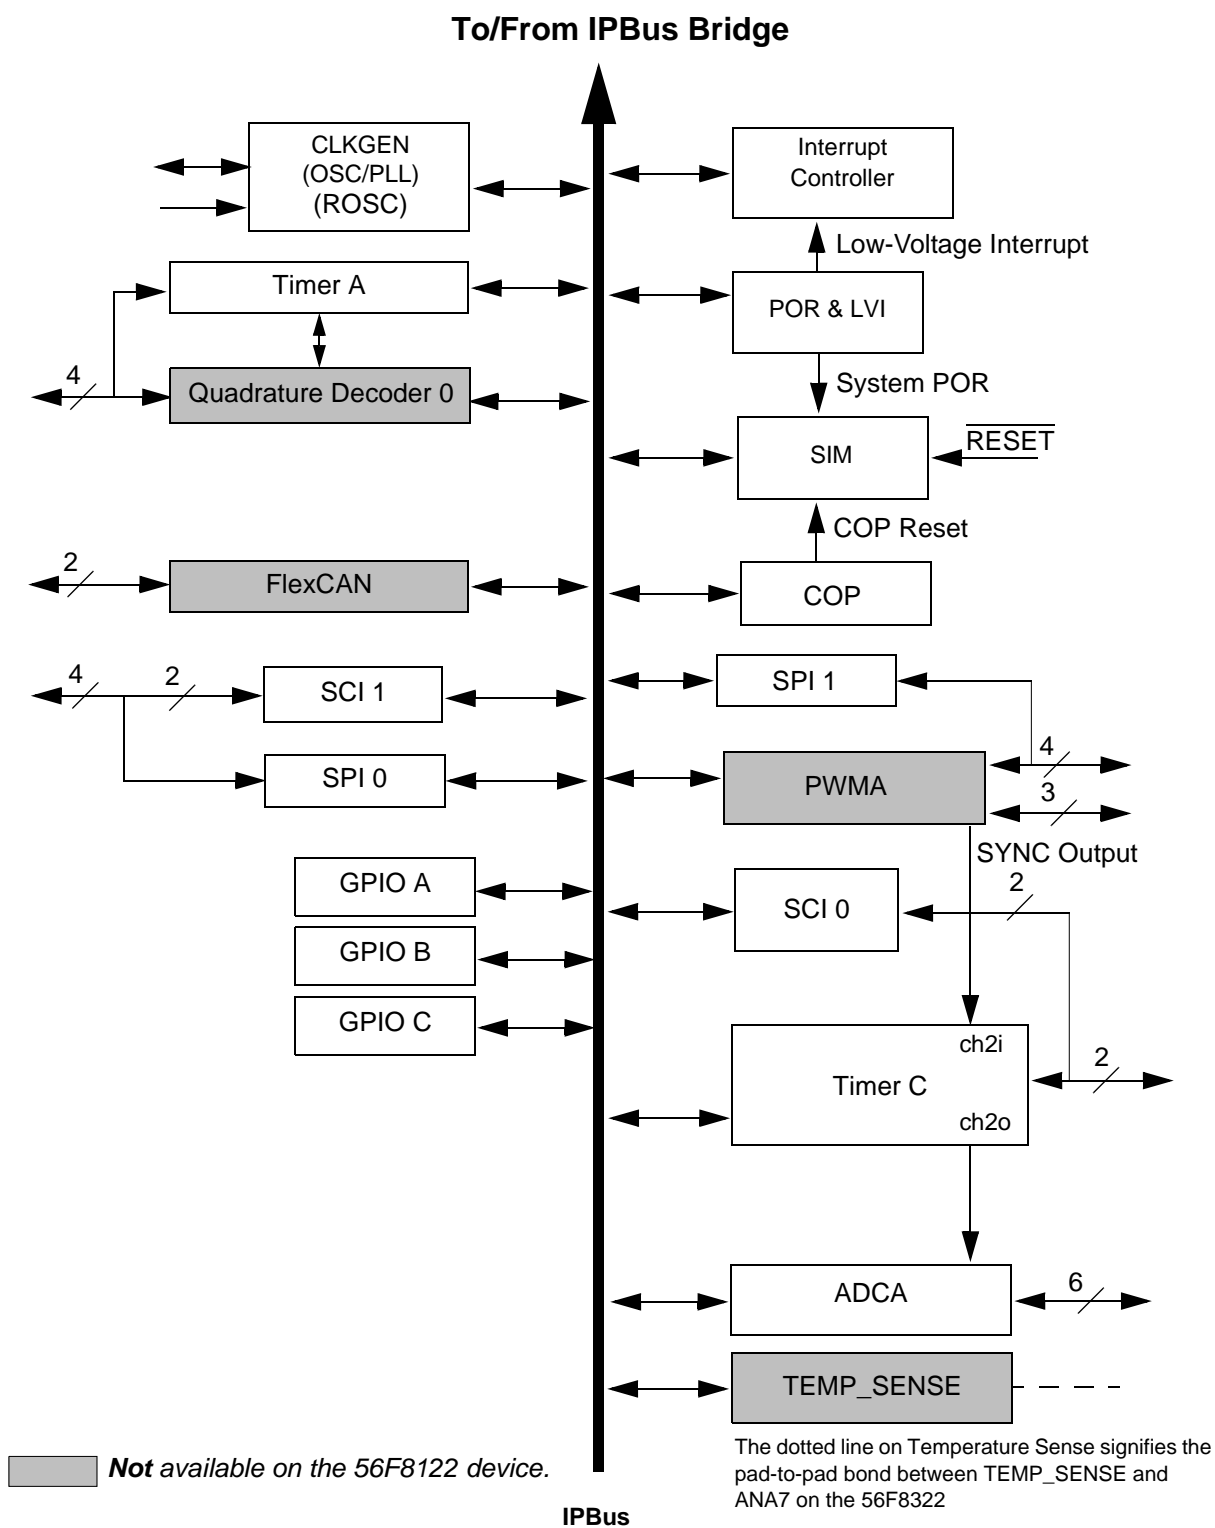 To/From IPBus Bridge
CLKGEN
(OSC/PLL)
(ROSC)
Interrupt
Controller
Low-Voltage Interrupt
Timer A
POR & LVI
4
Quadrature Decoder 0
System POR
SIM
RESET
COP Reset
2
FlexCAN
COP
4
2
SCI 1
SPI 1
SPI 0
4
PWMA
3
SYNC Output
GPIO A
2
SCI 0
GPIO B
GPIO C
ch2i
Timer C
2
ch2o
ADCA
6
TEMP_SENSE
The dotted line on Temperature Sense signifies the
pad-to-pad bond between TEMP_SENSE and
ANA7 on the 56F8322
Not available on the 56F8122 device.
IPBus